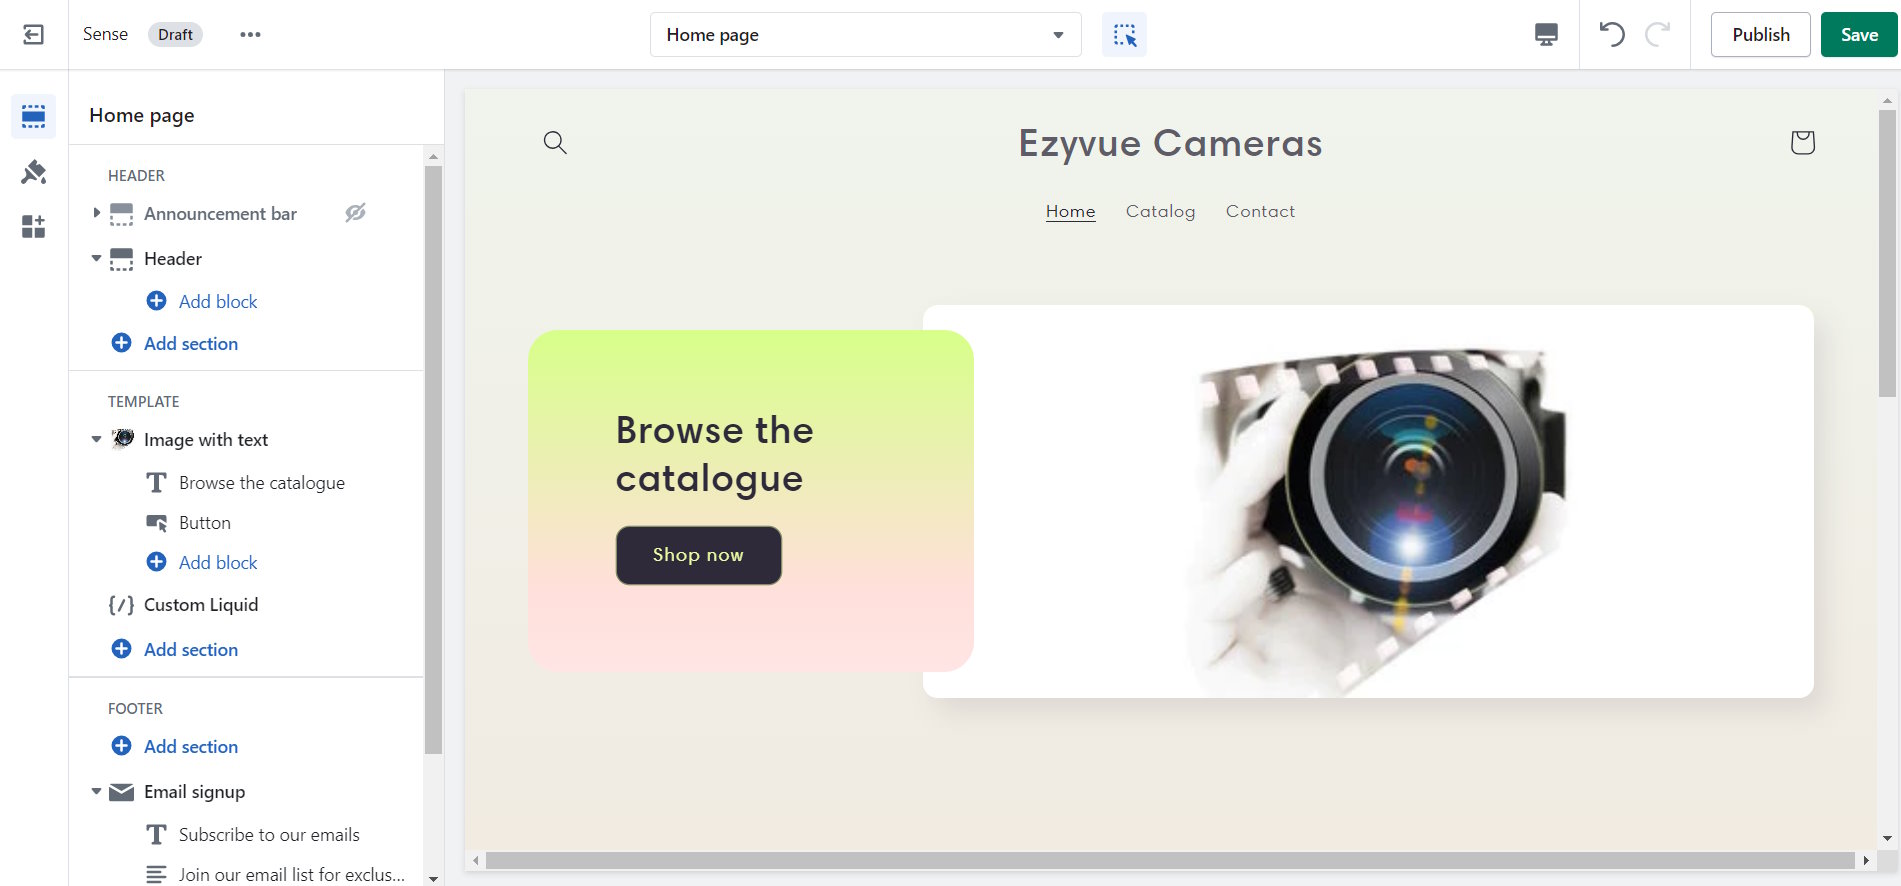 Sense
Draft
Home page
Publish
Save
Home page
HEADER
Announcement bar
Header
Add block
Add section
TEMPLATE
Image with text
Browse the catalogue
Button
Add block
Custom Liquid
Add section
FOOTER
Add section
Email signup
Subscribe to our emails
Join our email list for exclus...
Ezyvue Cameras
Home
Catalog
Contact
Browse the
catalogue
Shop now